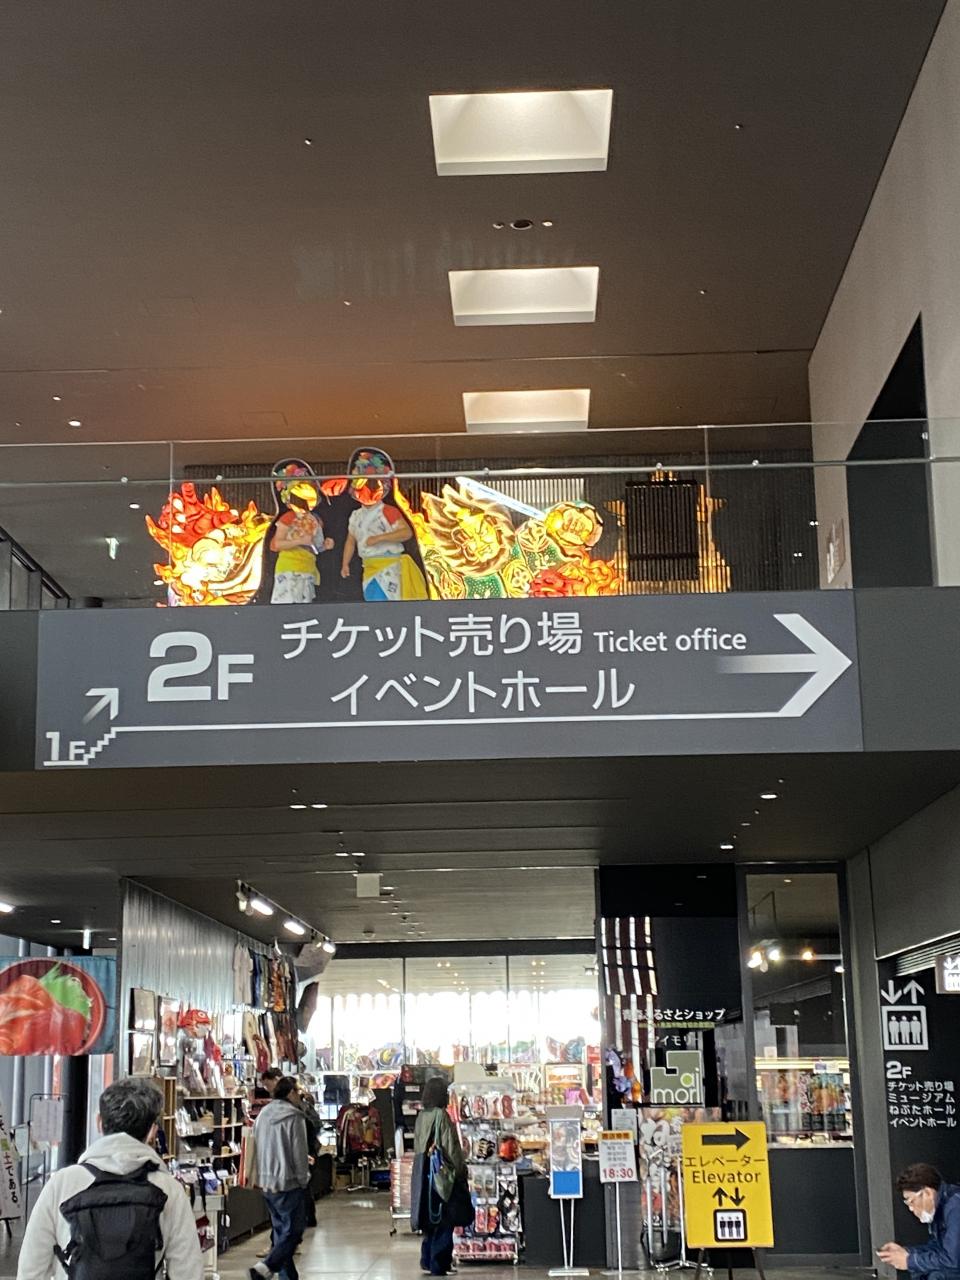 2F
チケット売り場 Ticket office
イベントホール
1F
青森ふるさとショップ
アイモリー
ai
mori
2F
チケット売り場
ミュージアム
ねぶたホール
イベントホール
エレベーター
Elevator
18:30